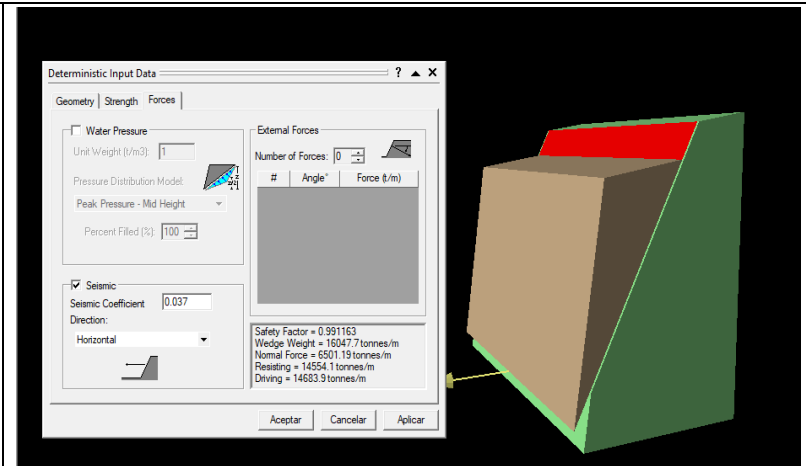 Deterministic Input Data ?
Geometry Strength Forces
Water Pressure
Unit Weight (t/m3): 1
Pressure Distribution Model:
Peak Pressure - Mid Height
Percent Filled (%): 100
Seismic
Seismic Coefficient 0.037
Direction:
Horizontal
External Forces
Number of Forces: 0
# Angle° Force (t/m)
Safety Factor = 0.991163
Wedge Weight = 16047.7 tonnes/m
Normal Force = 6501.19 tonnes/m
Resisting = 14554.1 tonnes/m
Driving = 14683.9 tonnes/m
Aceptar Cancelar Aplicar